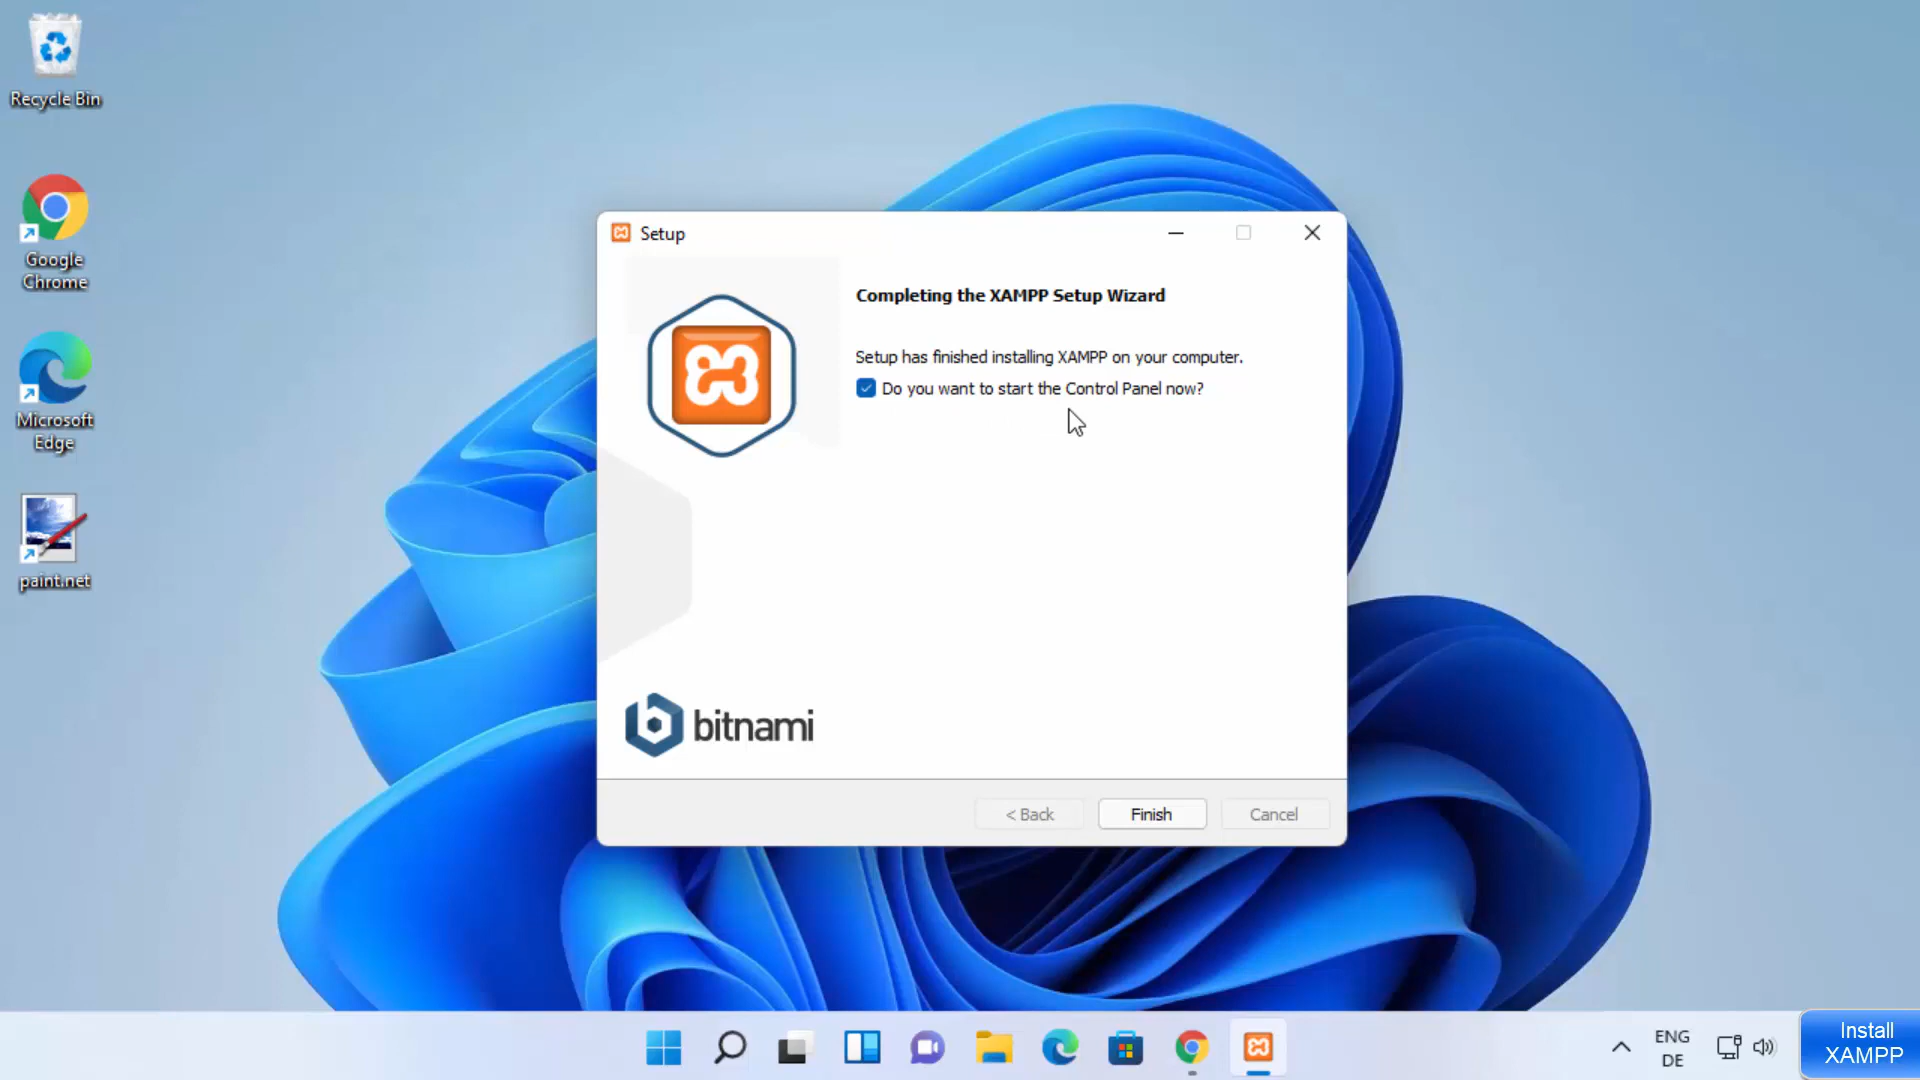 Recycle Bin
Google
Chrome
Microsoft
Edge
paint.net
Setup
Completing the XAMPP Setup Wizard
Setup has finished installing XAMPP on your computer.
Do you want to start the Control Panel now?
bitnami
< Back
Finish
Cancel
ENG
DE
Install
XAMPP